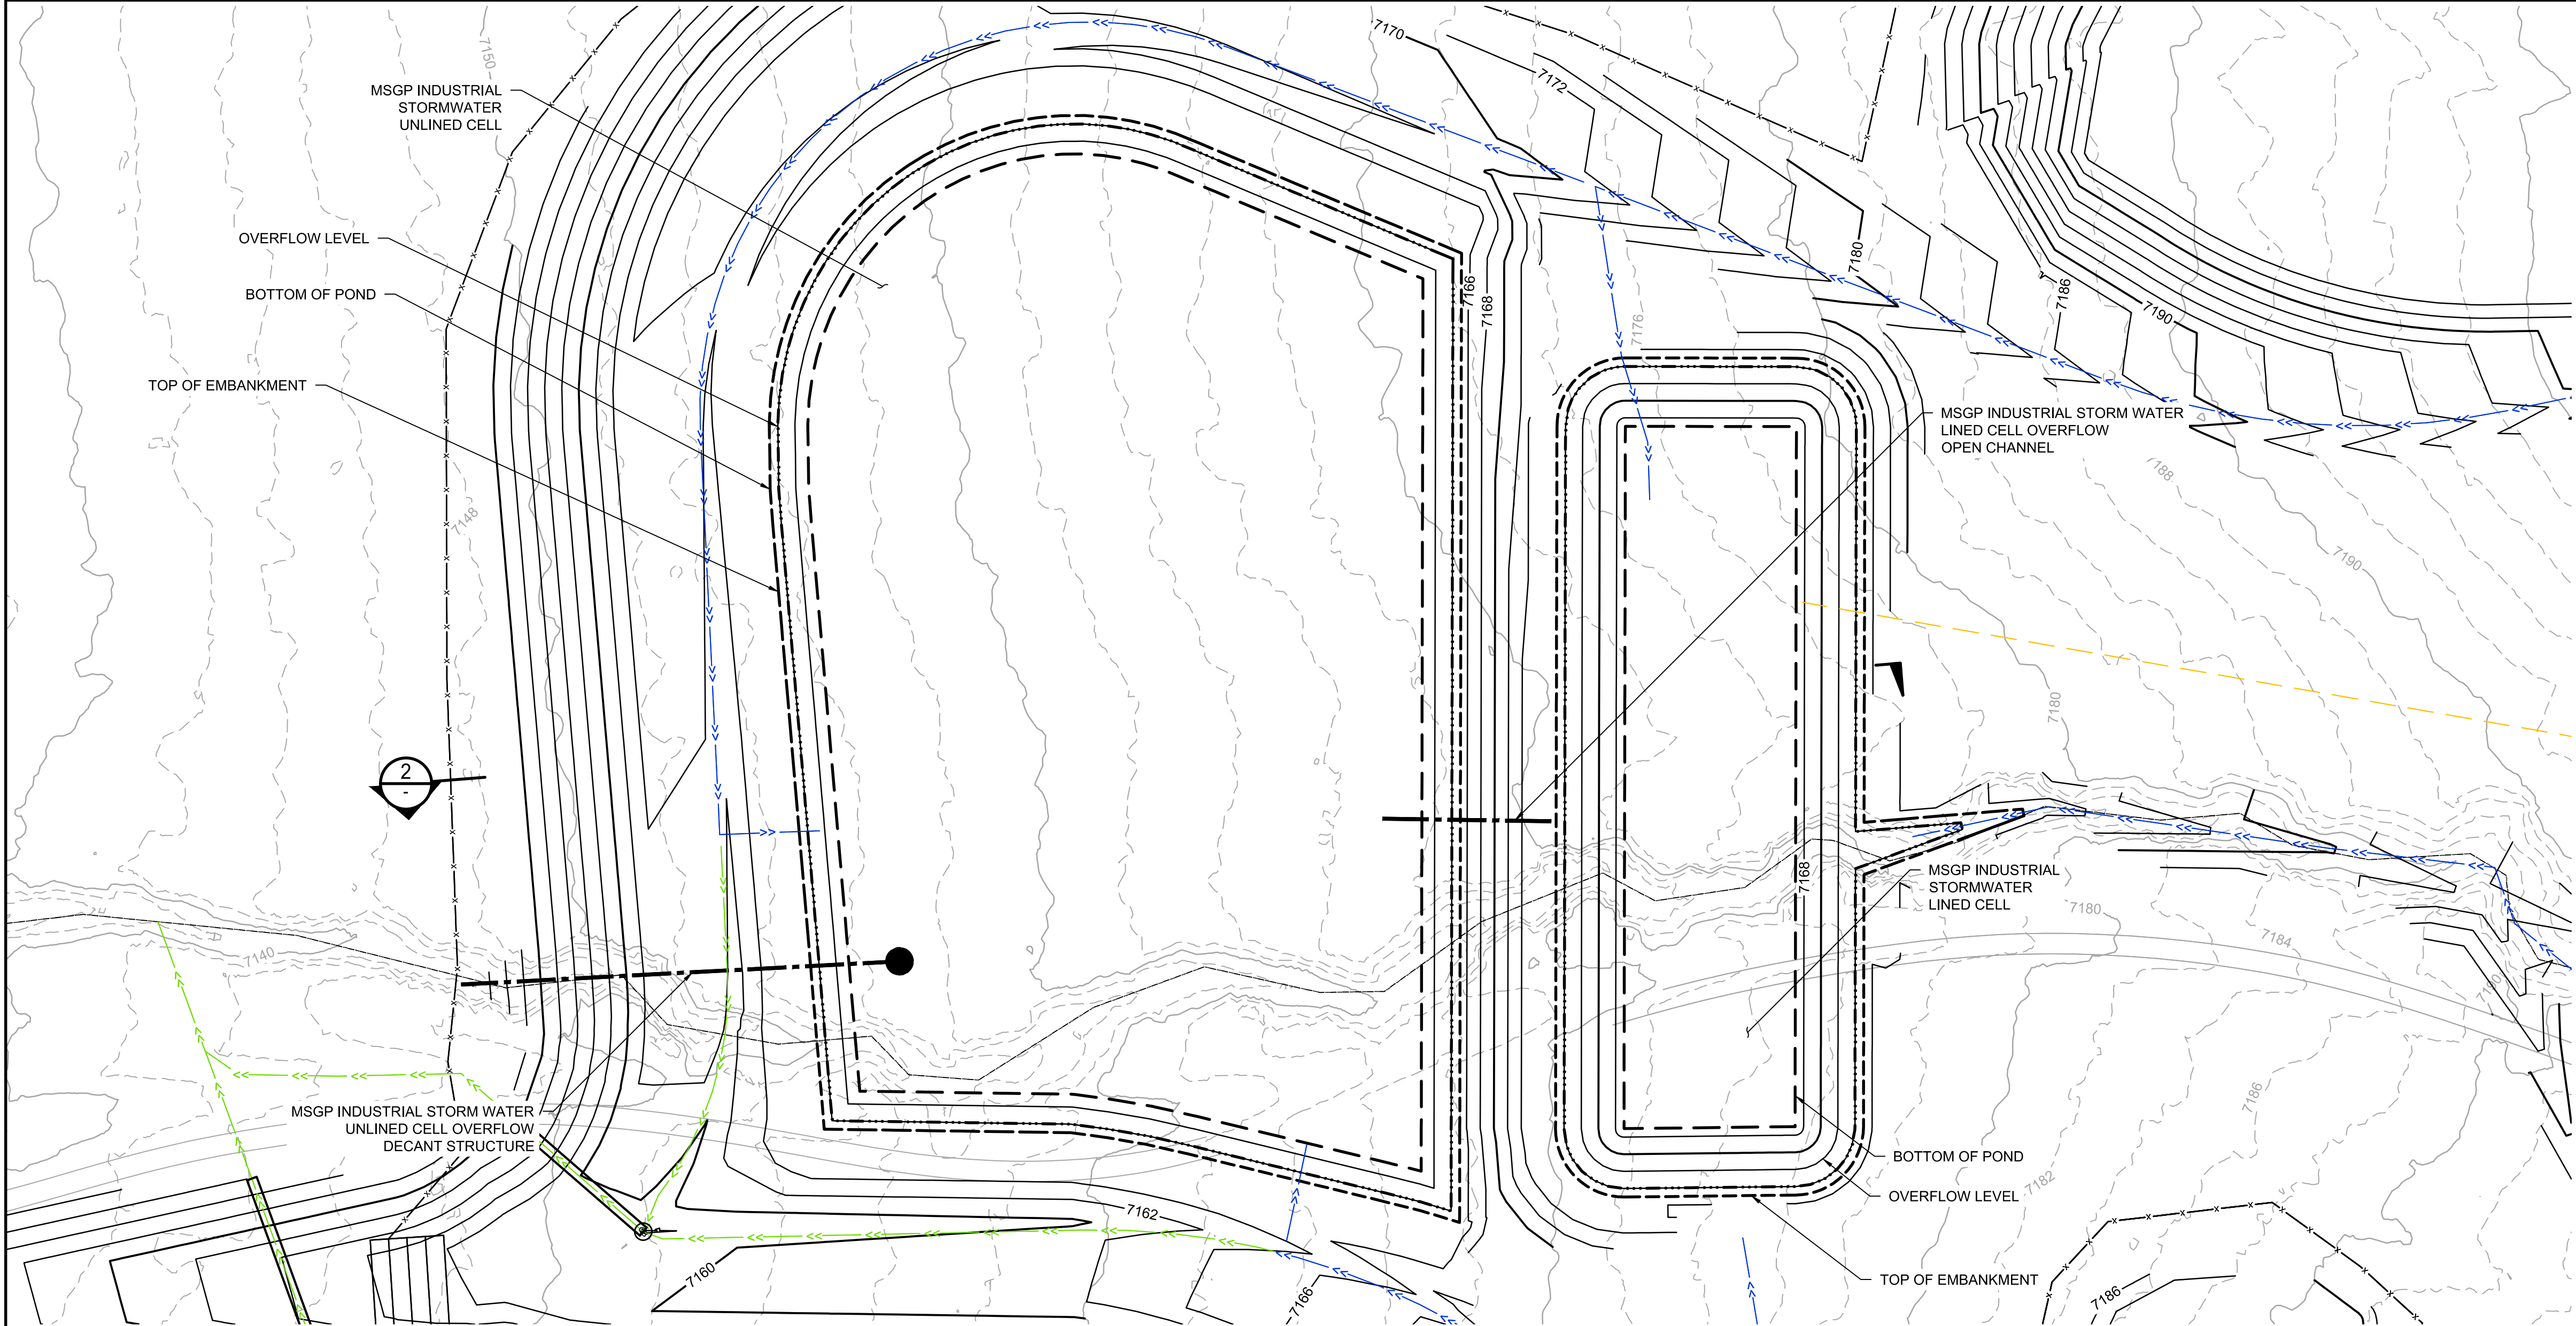 7150
7170
7172
MSGP INDUSTRIAL
STORMWATER
UNLINED CELL
OVERFLOW LEVEL
BOTTOM OF POND
TOP OF EMBANKMENT
7148
7166
7168
7176
7180
7186
7190
MSGP INDUSTRIAL STORM WATER
LINED CELL OVERFLOW
OPEN CHANNEL
7188
7190
7180
2
-
7168
MSGP INDUSTRIAL
STORMWATER
LINED CELL
7180
7184
7190
7140
MSGP INDUSTRIAL STORM WATER
UNLINED CELL OVERFLOW
DECANT STRUCTURE
7186
BOTTOM OF POND
OVERFLOW LEVEL
7182
7162
7160
7166
TOP OF EMBANKMENT
7186